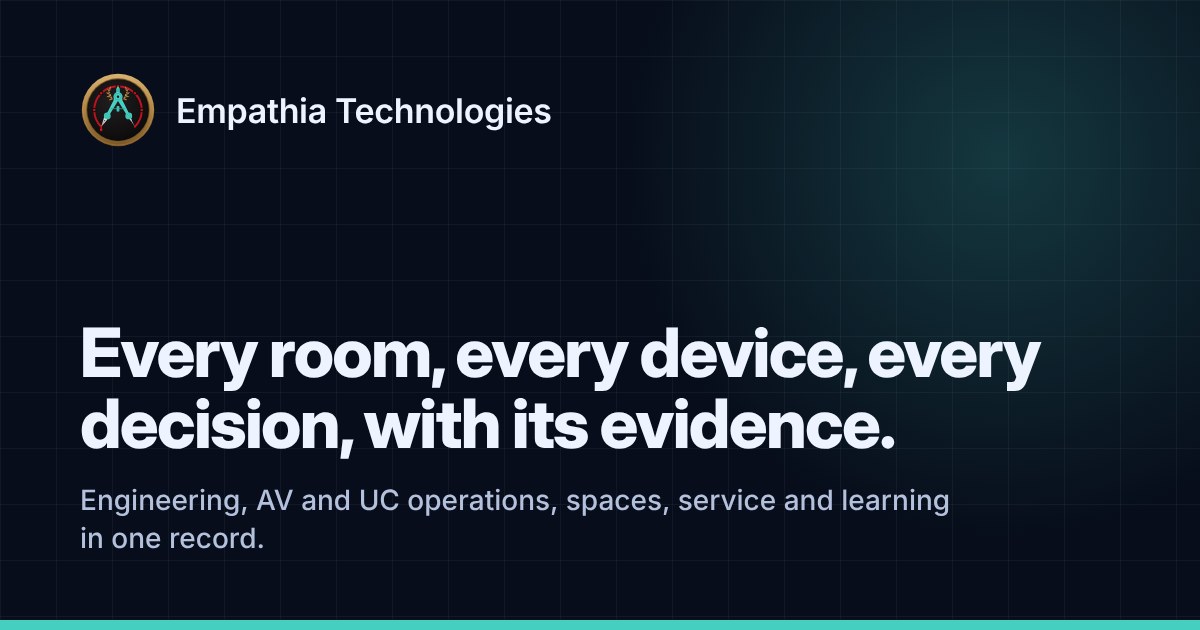 Empathia Technologies
Every room, every device, every
decision, with its evidence.
Engineering, AV and UC operations, spaces, service and learning
in one record.